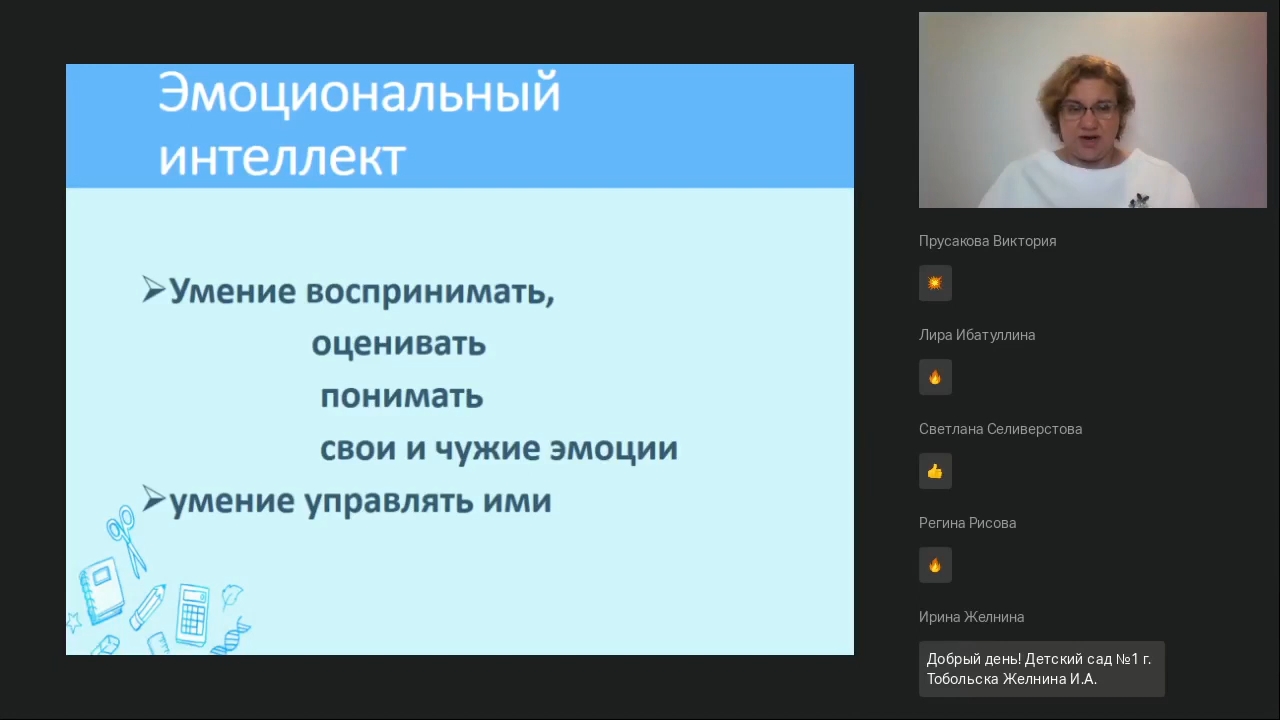 Эмоциональный
интеллект
Умение воспринимать,
оценивать
понимать
свои и чужие эмоции
умение управлять ими
Прусакова Виктория
Лира Ибатуллина
Светлана Селиверстова
Регина Рисова
Ирина Желнина
Добрый день! Детский сад №1 г.
Тобольска Желнина И.А.